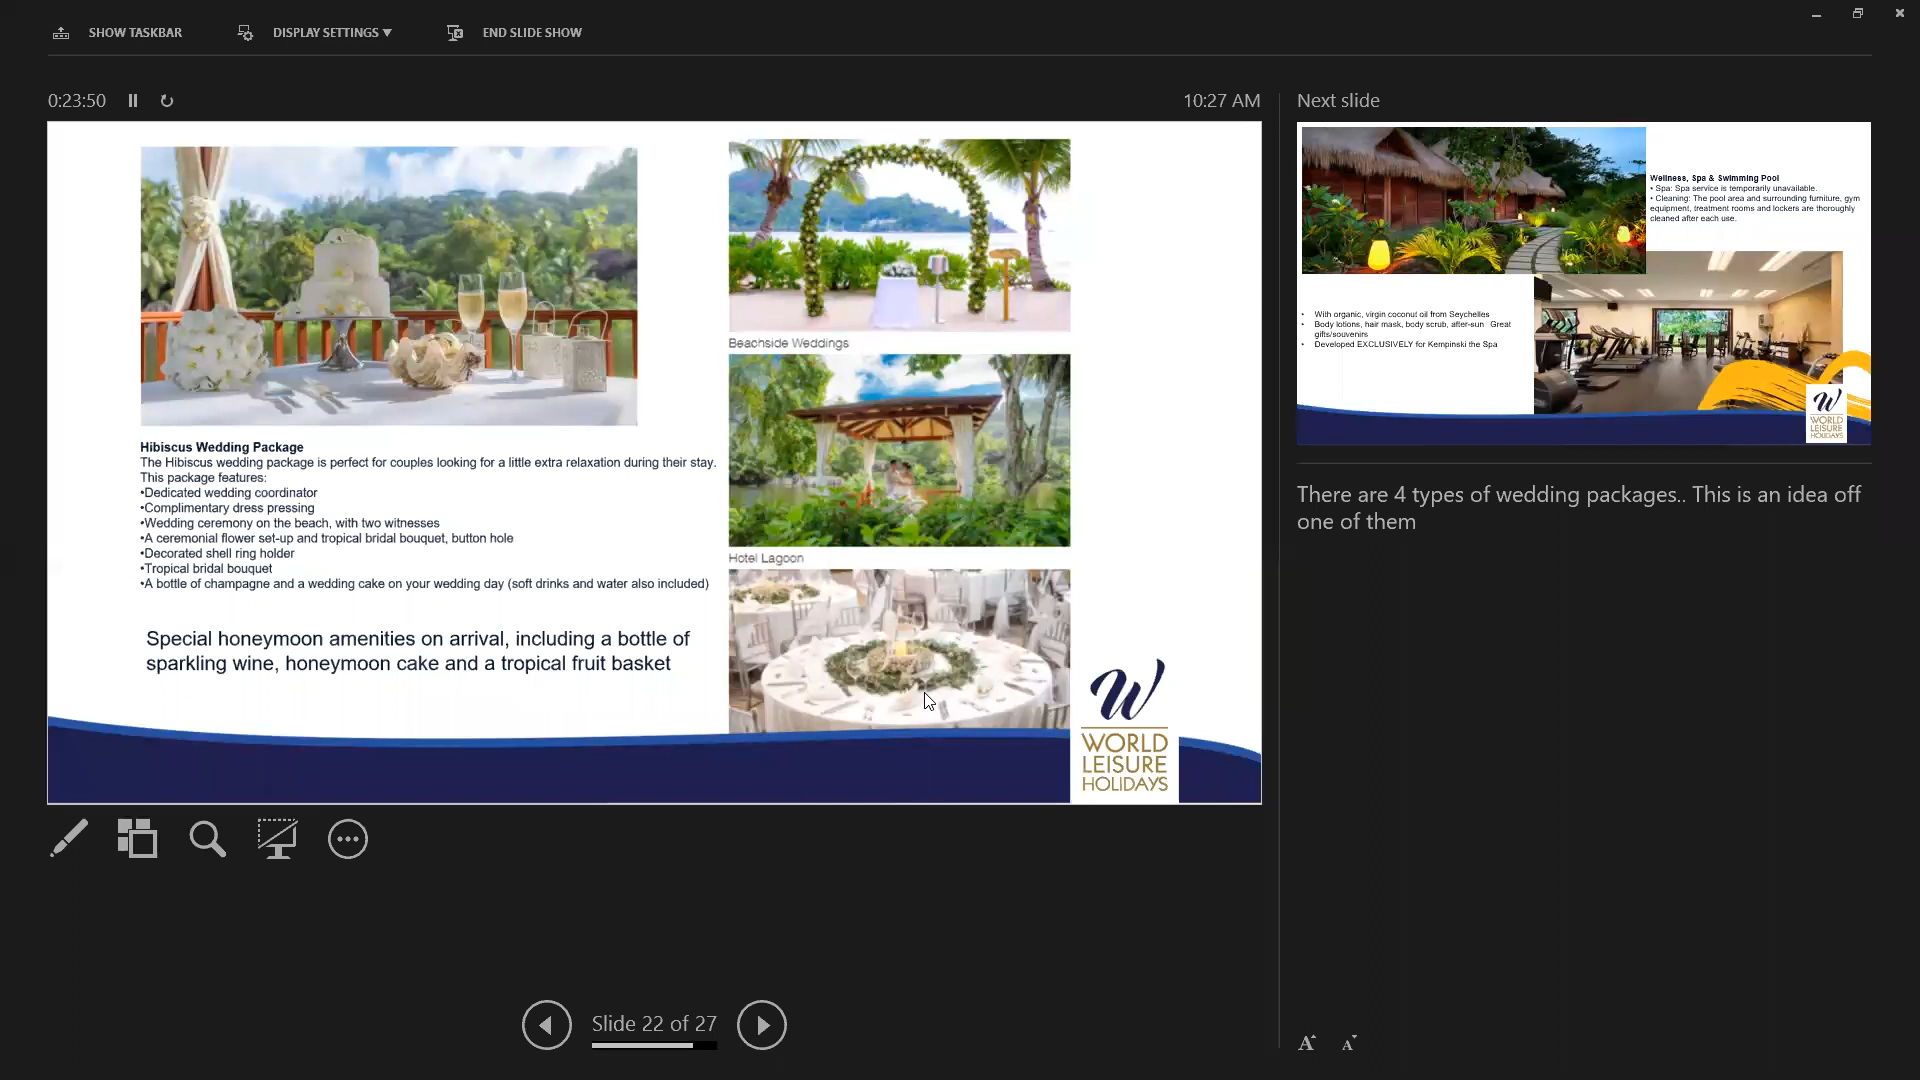 SHOW TASKBAR
DISPLAY SETTINGS ▼
END SLIDE SHOW
0:23:50
10:27 AM
Next slide
Beachside Weddings
Hotel Lagoon
Hibiscus Wedding Package
The Hibiscus wedding package is perfect for couples looking for a little extra relaxation during their stay.
This package features:
•Dedicated wedding coordinator
•Complimentary dress pressing
•Wedding ceremony on the beach, with two witnesses
•A ceremonial flower set-up and tropical bridal bouquet, button hole
•Decorated shell ring holder
•Tropical bridal bouquet
•A bottle of champagne and a wedding cake on your wedding day (soft drinks and water also included)
Special honeymoon amenities on arrival, including a bottle of
sparkling wine, honeymoon cake and a tropical fruit basket
W
WORLD
LEISURE
HOLIDAYS
Wellness, Spa & Swimming Pool
• Spa: Spa service is temporarily unavailable.
• Cleaning: The pool area and surrounding furniture, gym
equipment, treatment rooms and lockers are thoroughly
cleaned after each use.
• With organic, virgin coconut oil from Seychelles
• Body lotions, hair mask, body scrub, after-sun Great
gifts/souvenirs
• Developed EXCLUSIVELY for Kempinski the Spa
W
WORLD
LEISURE
HOLIDAYS
There are 4 types of wedding packages.. This is an idea off
one of them
Slide 22 of 27
A A